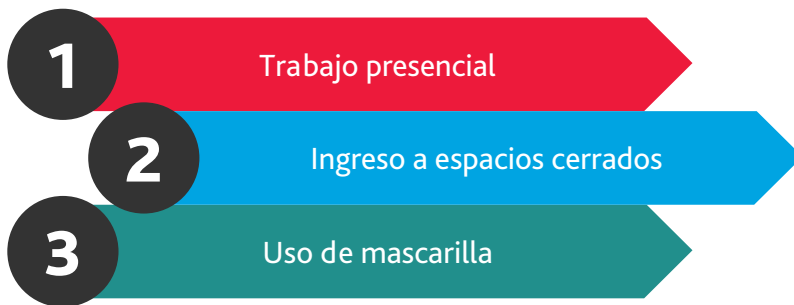 1 Trabajo presencial
2 Ingreso a espacios cerrados
3 Uso de mascarilla